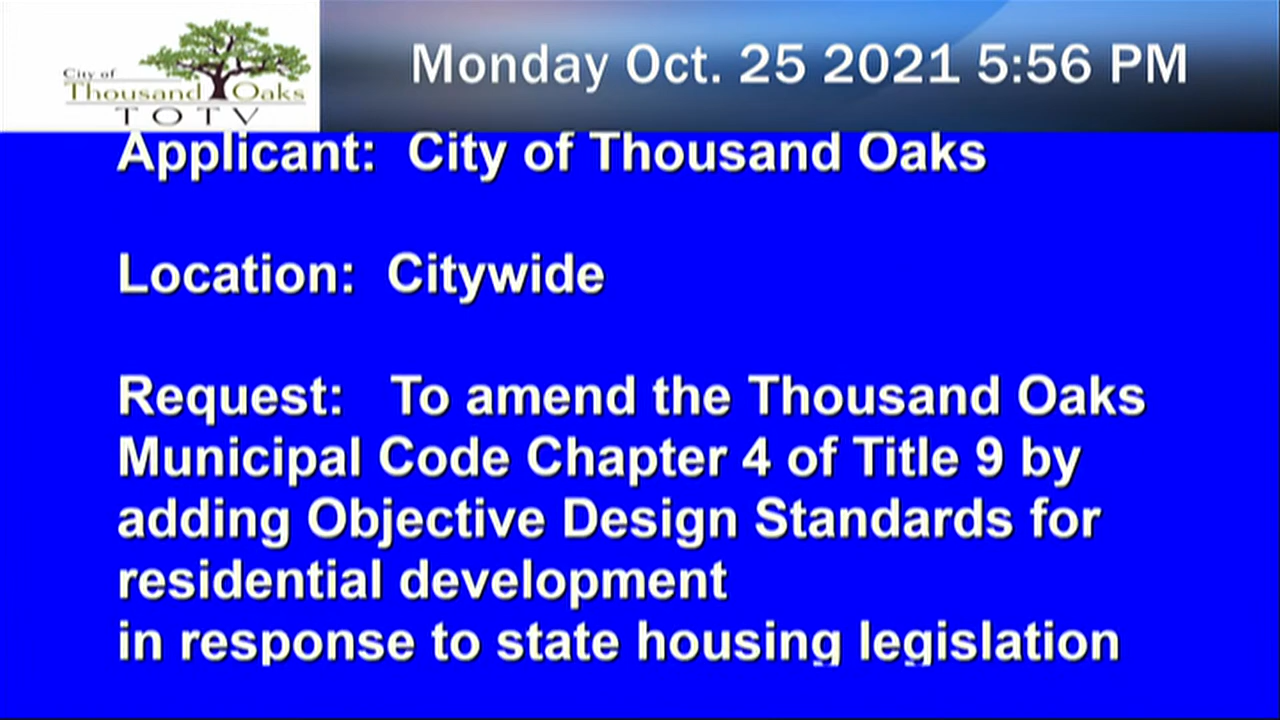 City of
Thousand Oaks
TOTV
Monday Oct. 25 2021 5:56 PM
Applicant: City of Thousand Oaks
Location: Citywide
Request: To amend the Thousand Oaks
Municipal Code Chapter 4 of Title 9 by
adding Objective Design Standards for
residential development
in response to state housing legislation